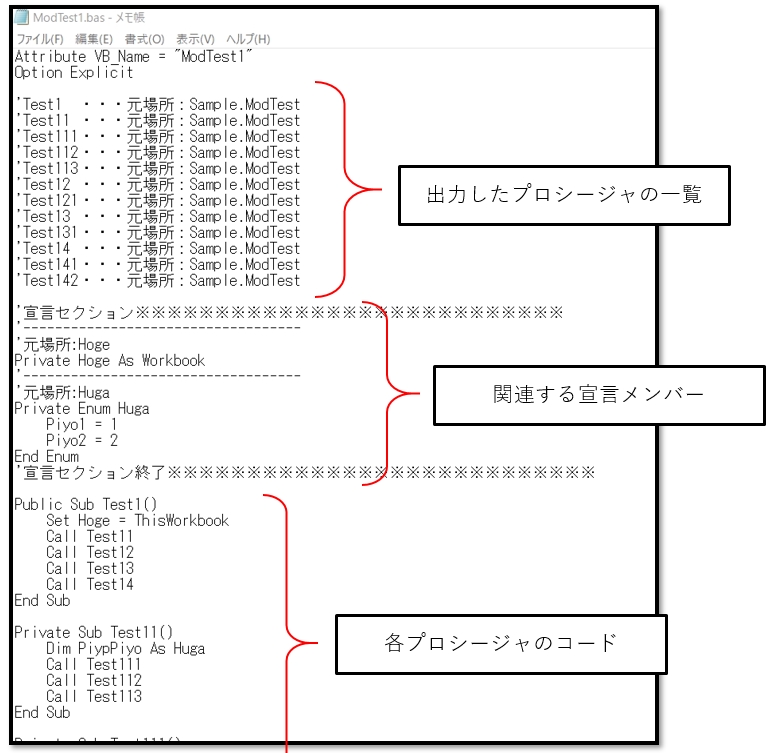 ModTest1.bas - メモ帳
ファイル(F) 編集(E) 書式(O) 表示(V) ヘルプ(H)
Attribute VB_Name = "ModTest1"
Option Explicit
'Test1 ・・・元場所：Sample.ModTest
'Test11 ・・・元場所：Sample.ModTest
'Test111・・・元場所：Sample.ModTest
'Test112・・・元場所：Sample.ModTest
'Test113・・・元場所：Sample.ModTest
'Test12 ・・・元場所：Sample.ModTest
'Test121・・・元場所：Sample.ModTest
'Test13 ・・・元場所：Sample.ModTest
'Test131・・・元場所：Sample.ModTest
'Test14 ・・・元場所：Sample.ModTest
'Test141・・・元場所：Sample.ModTest
'Test142・・・元場所：Sample.ModTest
出力したプロシージャの一覧
'宣言セクション※※※※※※※※※※※※※※※※※※※※※※※※※※※
'-----------------------------------
'元場所:Hoge
Private Hoge As Workbook
'-----------------------------------
'元場所:Huga
Private Enum Huga
    Piyo1 = 1
    Piyo2 = 2
End Enum
'宣言セクション終了※※※※※※※※※※※※※※※※※※※※※※※※※※※
関連する宣言メンバー
Public Sub Test1()
    Set Hoge = ThisWorkbook
    Call Test11
    Call Test12
    Call Test13
    Call Test14
End Sub
Private Sub Test11()
    Dim PiypPiyo As Huga
    Call Test111
    Call Test112
    Call Test113
End Sub
各プロシージャのコード